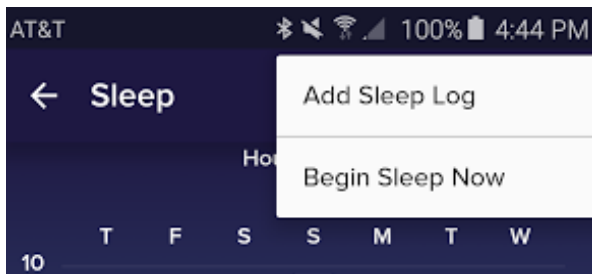 AT&T 100% 4:44 PM
Sleep
Add Sleep Log
Begin Sleep Now
T F S S M T W
10